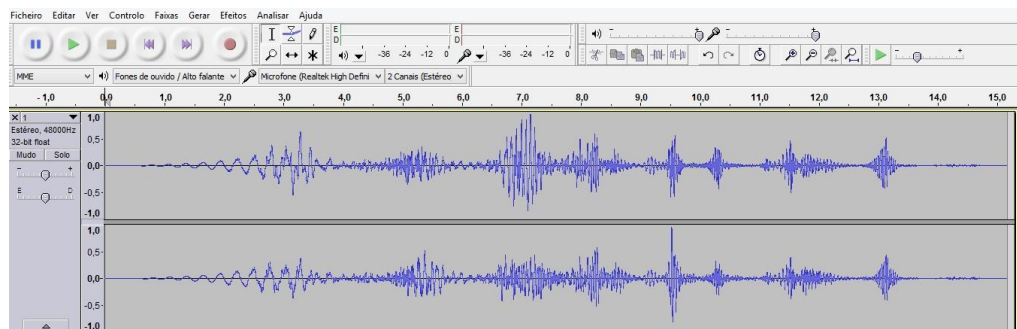 Ficheiro Editar Ver Controlo Faixas Gerar Efeitos Analisar Ajuda
E E
D D
-36 -24 -12 0 -36 -24 -12 0
MME Fones de ouvido / Alto falante Microfone (Realtek High Defini 2 Canais (Estéreo
- 1,0 0,0 1,0 2,0 3,0 4,0 5,0 6,0 7,0 8,0 9,0 10,0 11,0 12,0 13,0 14,0 15,0
X 1 1,0
Estéreo, 48000Hz
32-bit float 0,5-
Mudo Solo
- + 0,0-
E D -0,5-
-1,0
1,0
0,5-
0,0-
-0,5-
-1,0